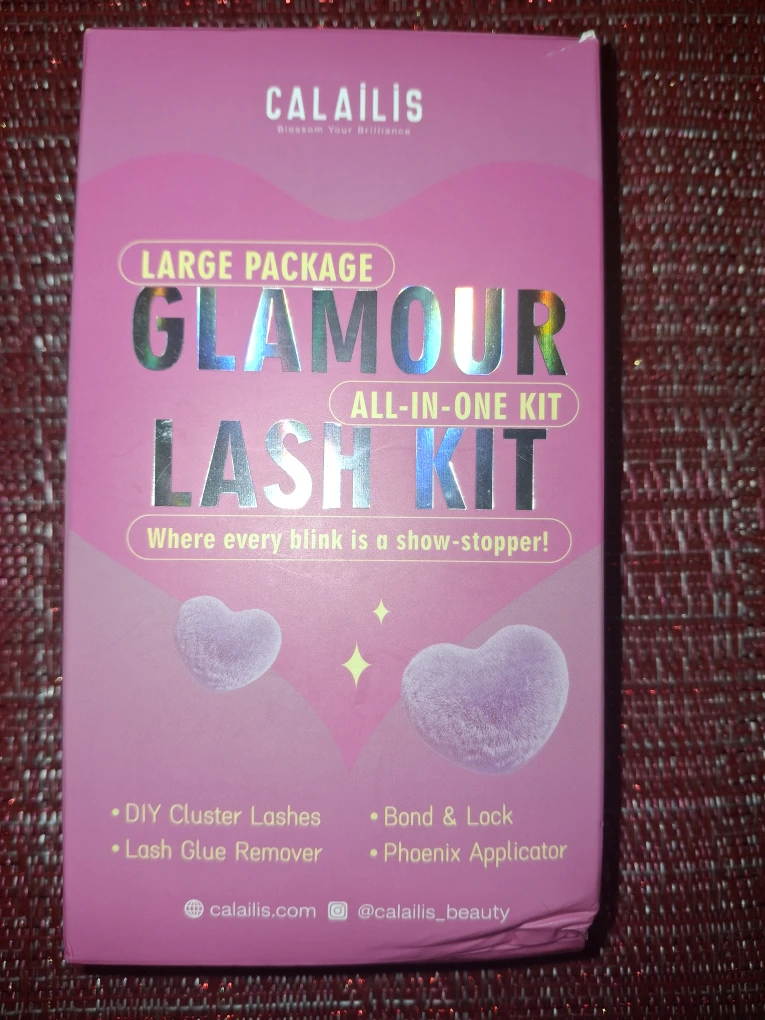 CALAiLiS
Blossom Your Brilliance
LARGE PACKAGE
GLAMOUR
ALL-IN-ONE KIT
LASH KIT
Where every blink is a show-stopper!
• DIY Cluster Lashes
• Bond & Lock
• Lash Glue Remover
• Phoenix Applicator
calailis.com @calailis_beauty